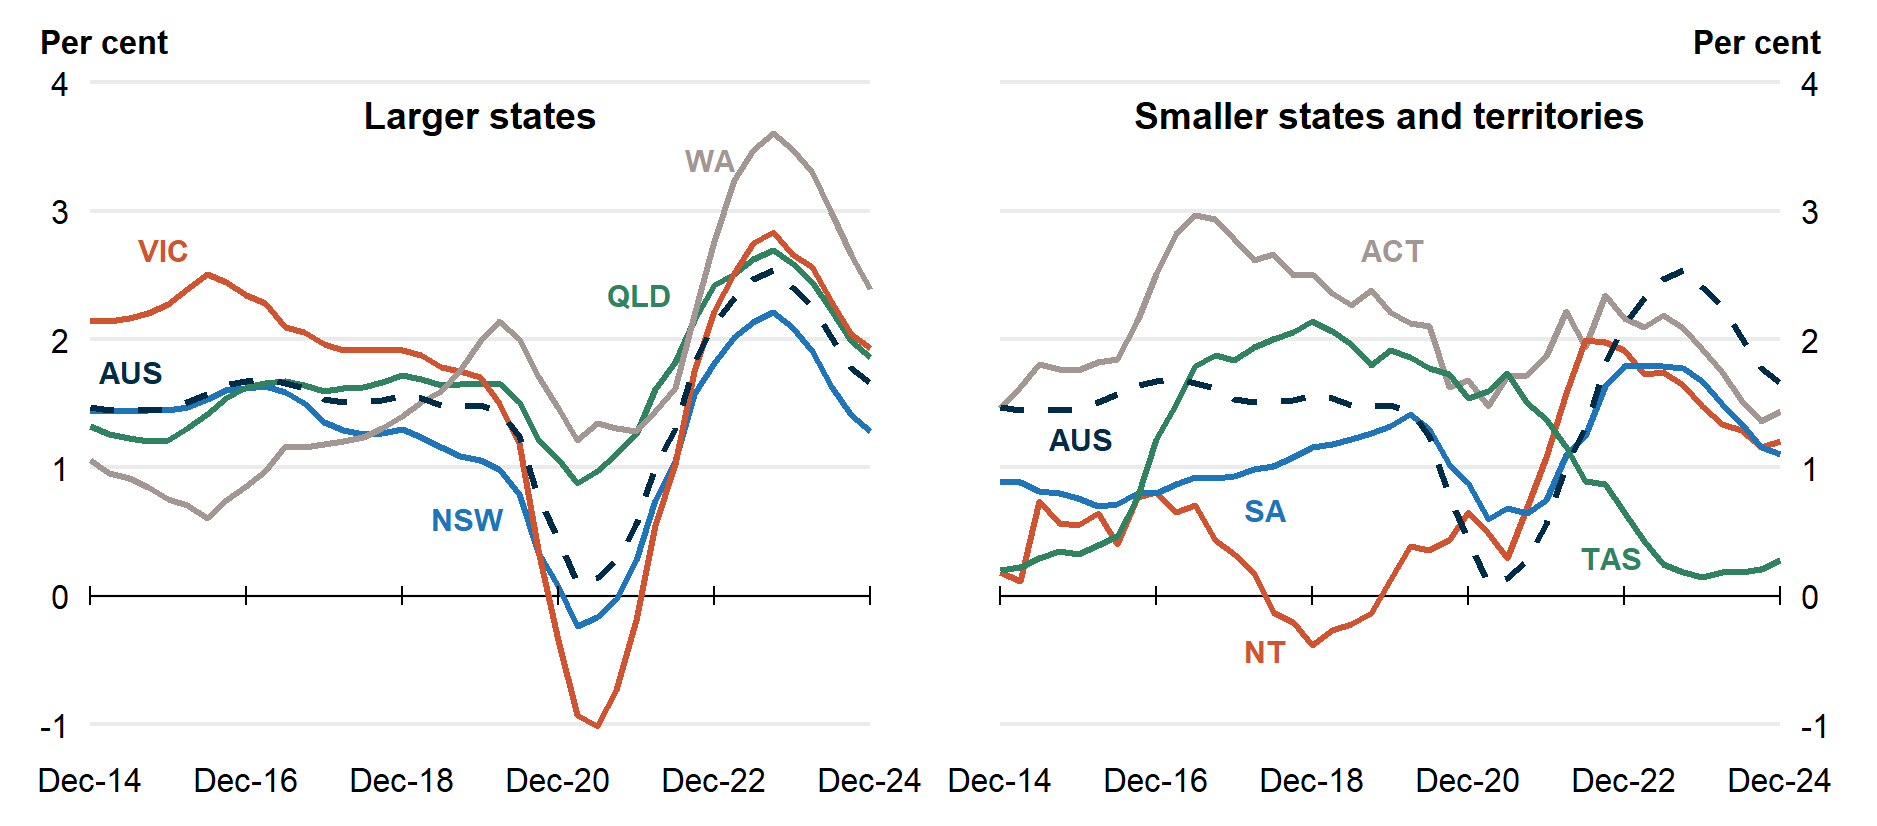 Per cent
Per cent
4
4
Larger states
Smaller states and territories
WA
3
3
VIC
ACT
QLD
2
2
AUS
AUS
1
1
NSW
SA
TAS
0
0
NT
-1
-1
Dec-14 Dec-16 Dec-18 Dec-20 Dec-22 Dec-24
Dec-14 Dec-16 Dec-18 Dec-20 Dec-22 Dec-24